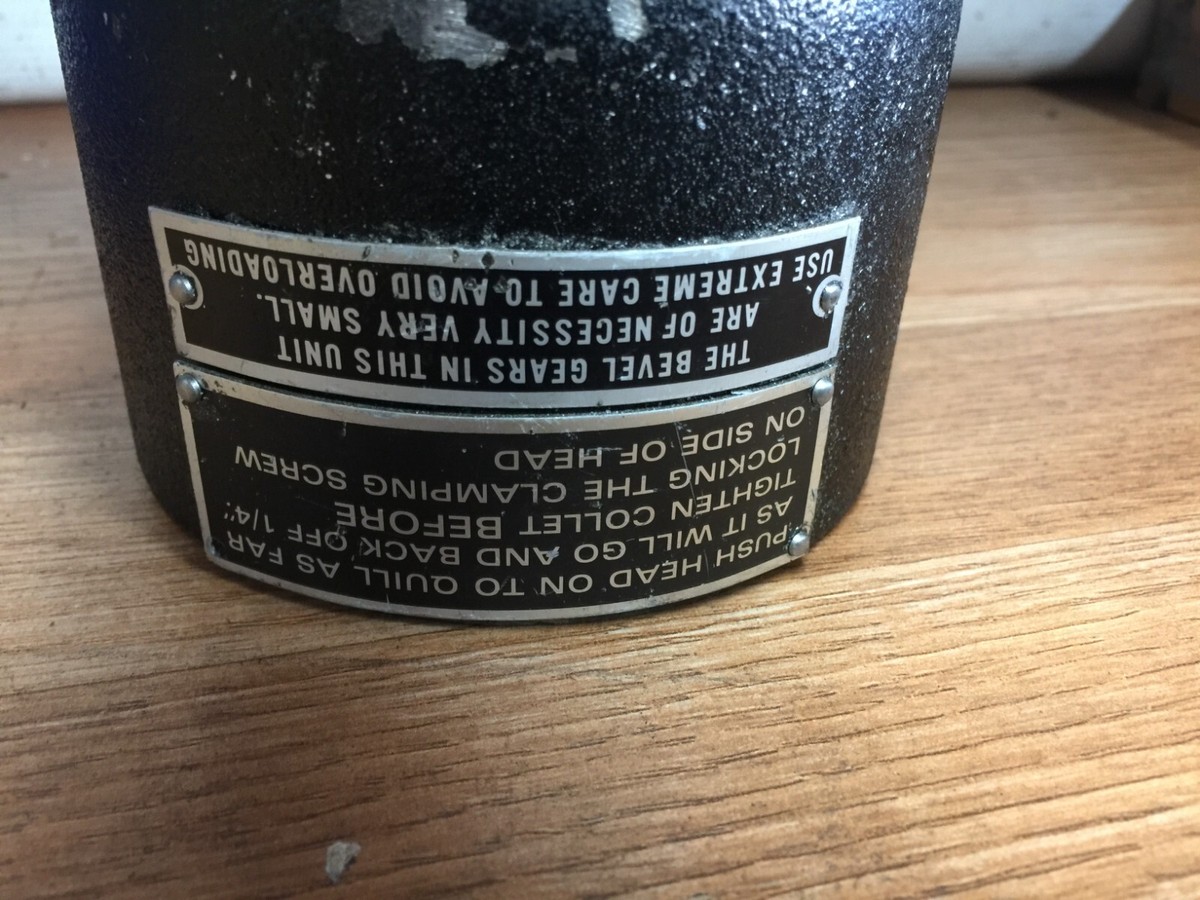 PUSH HEAD ON TO QUILL AS FAR
AS IT WILL GO AND BACK OFF 1/4".
TIGHTEN COLLET BEFORE
LOCKING THE CLAMPING SCREW
ON SIDE OF HEAD
THE BEVEL GEARS IN THIS UNIT
ARE OF NECESSITY VERY SMALL.
USE EXTREME CARE TO AVOID OVERLOADING